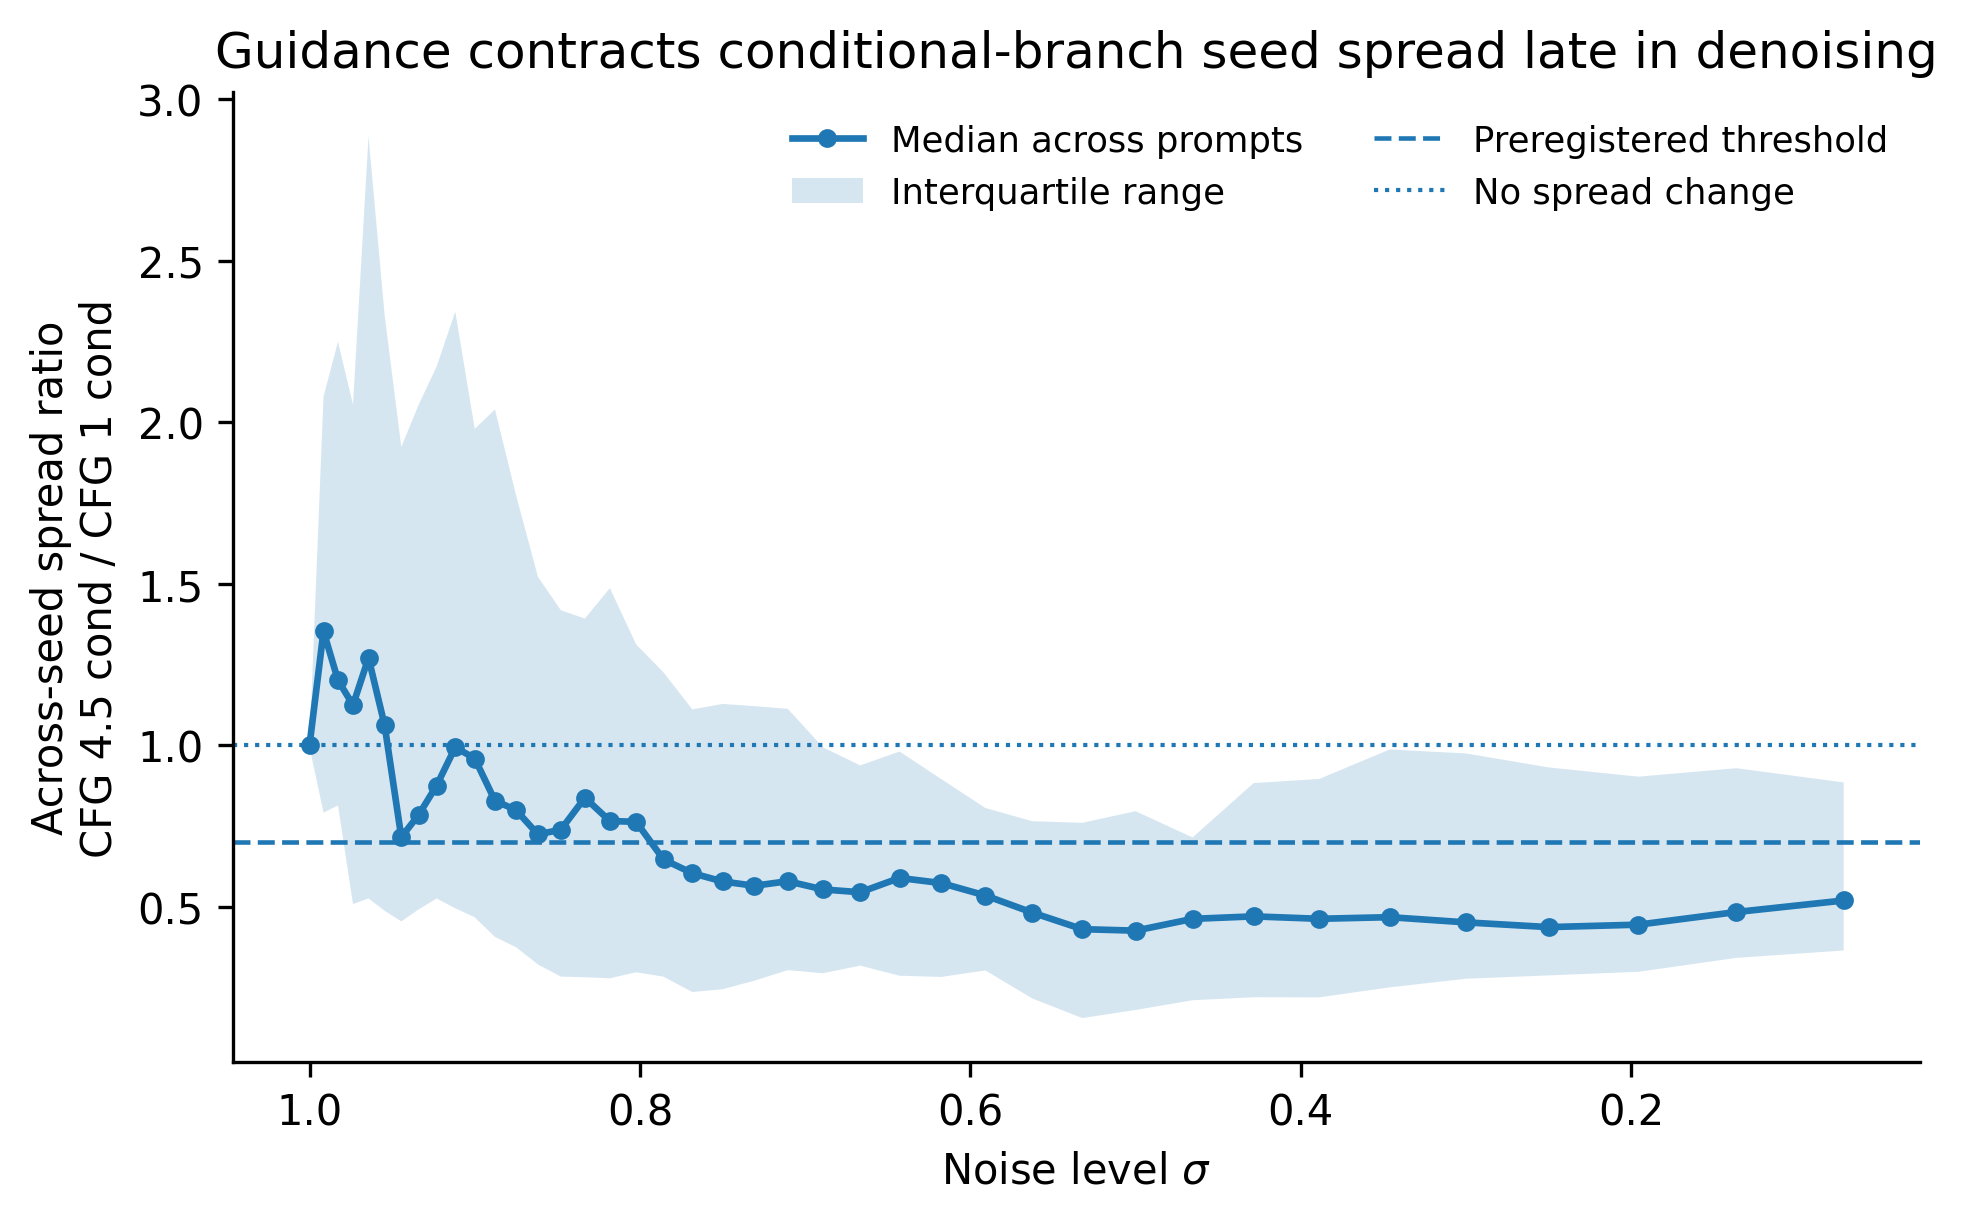 Guidance contracts conditional-branch seed spread late in denoising
Across-seed spread ratio
CFG 4.5 cond / CFG 1 cond
3.0
2.5
2.0
1.5
1.0
0.5
Median across prompts
Interquartile range
Preregistered threshold
No spread change
1.0
0.8
0.6
0.4
0.2
Noise level σ